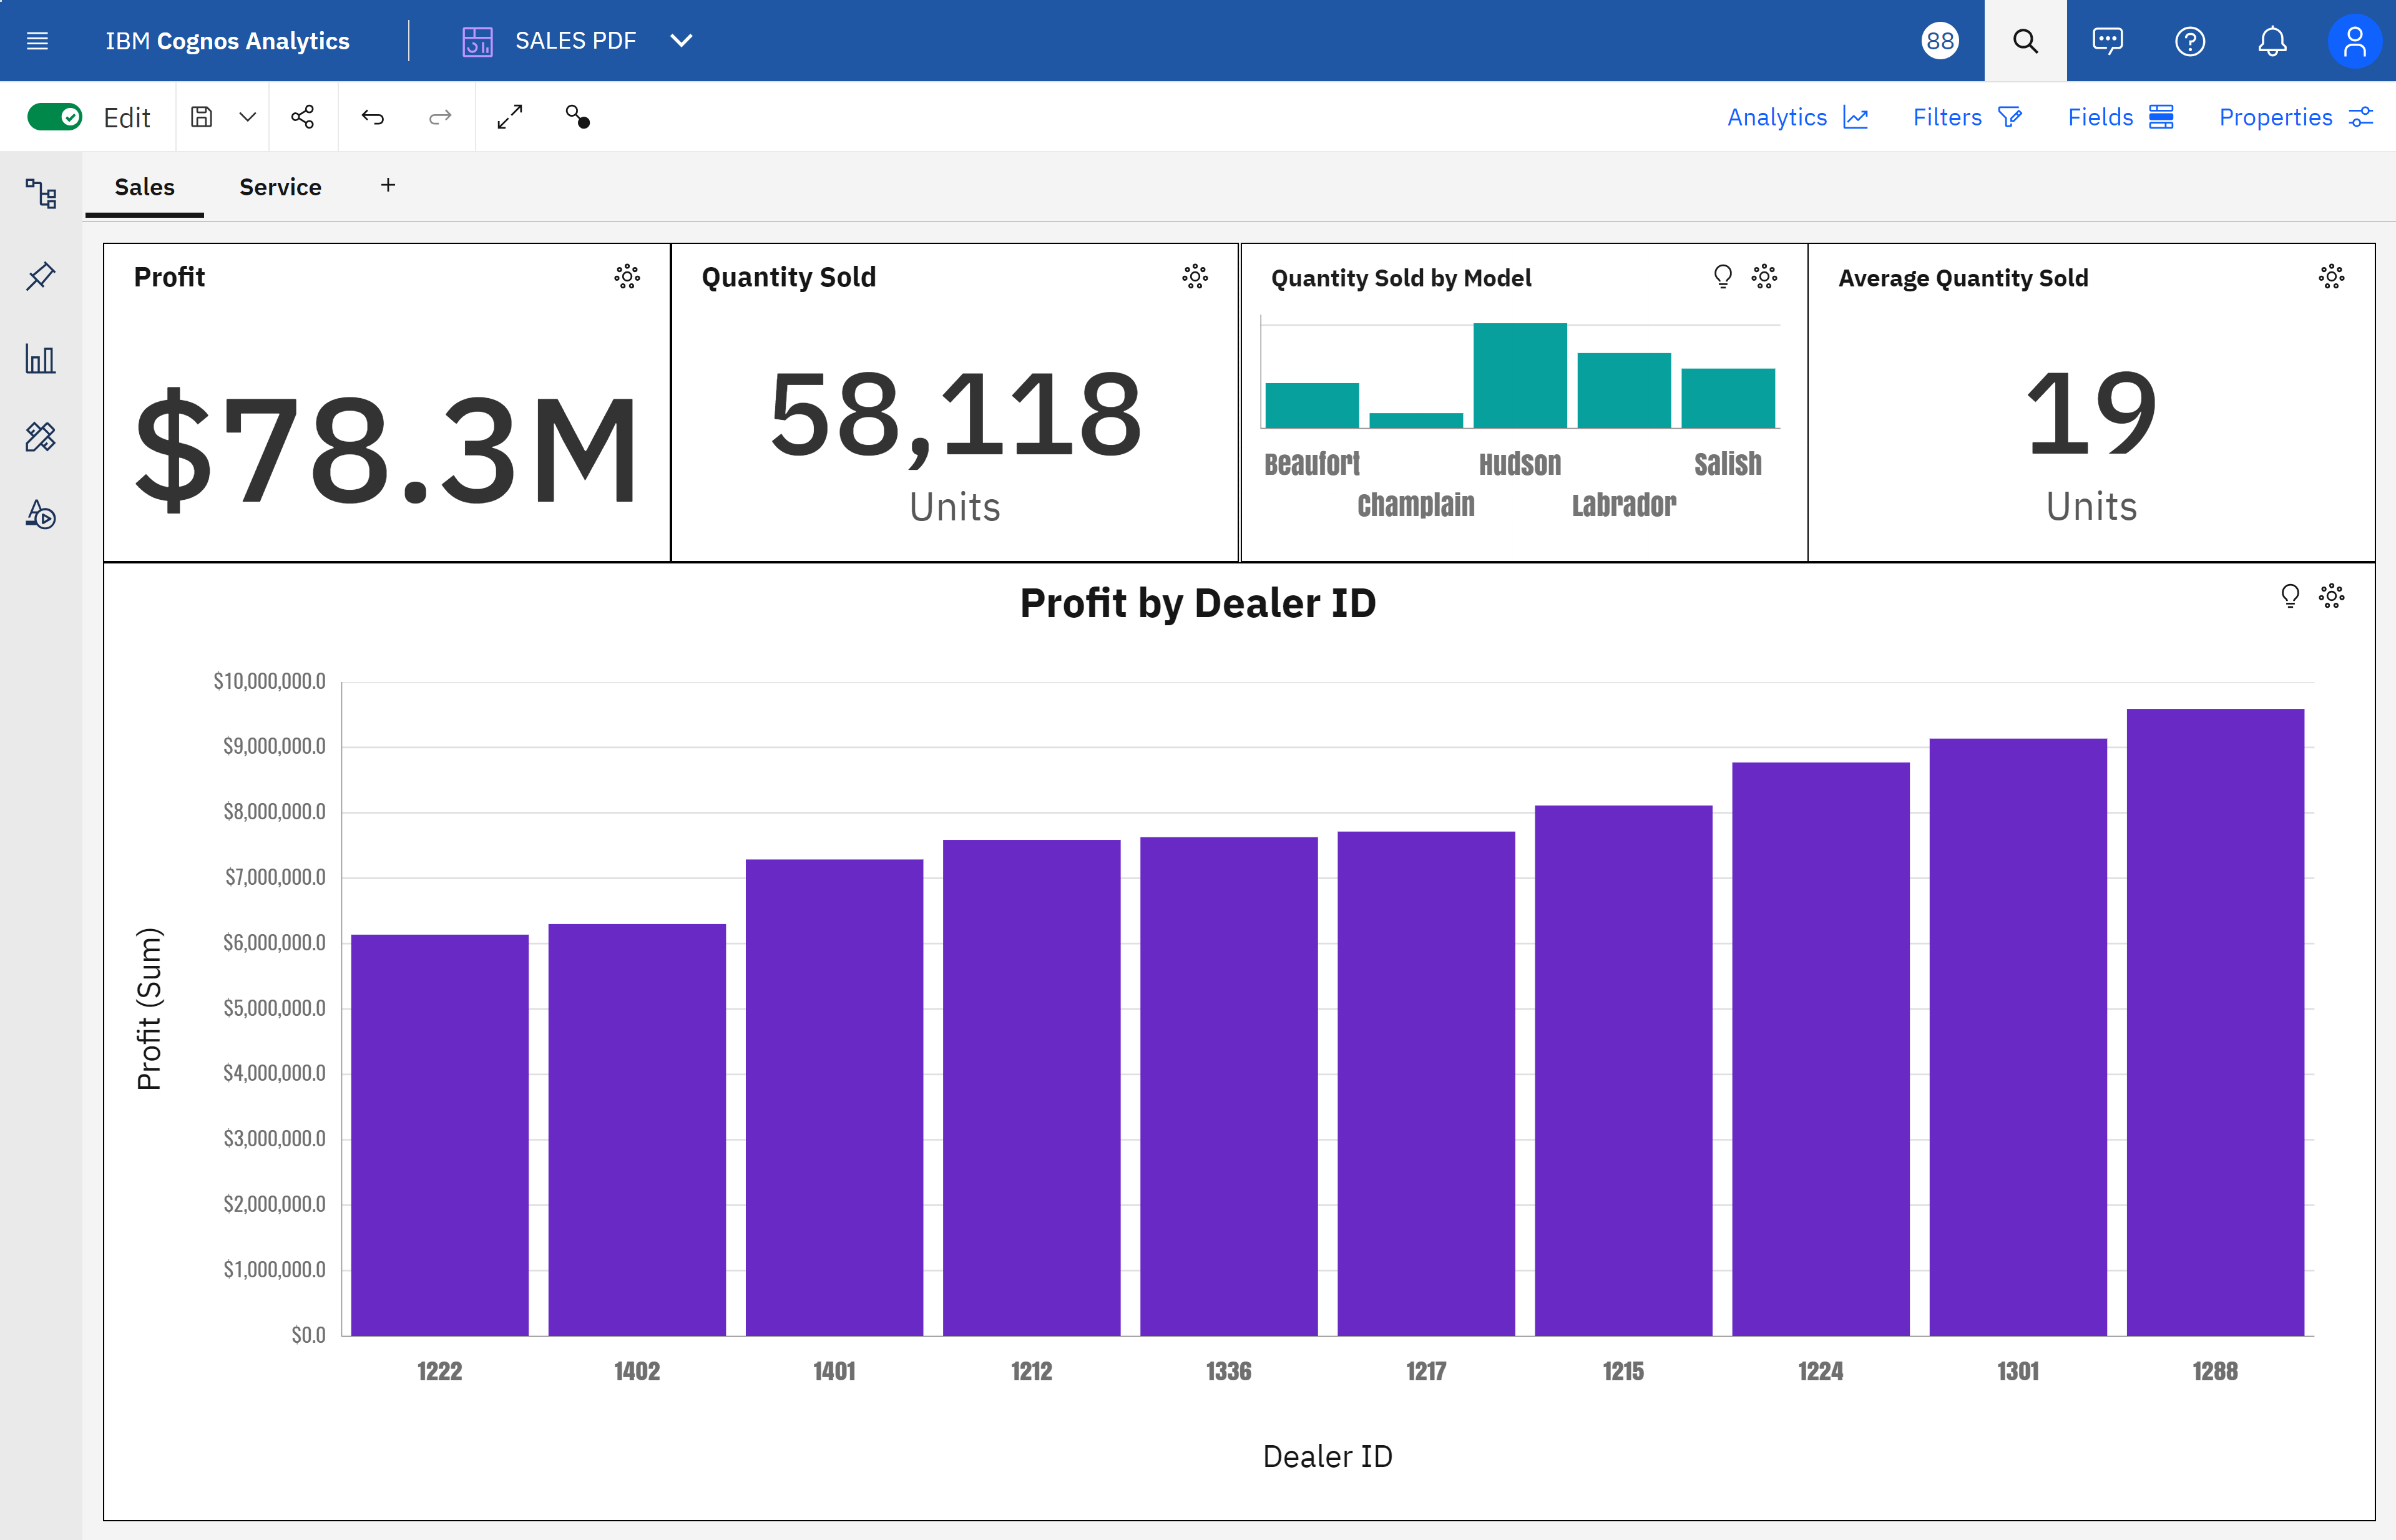 IBM Cognos Analytics
SALES PDF
88
Edit
Analytics
Filters
Fields
Properties
Sales
Service
+
Profit
$78.3M
Quantity Sold
58,118
Units
Quantity Sold by Model
Beaufort
Champlain
Hudson
Labrador
Salish
Average Quantity Sold
19
Units
Profit by Dealer ID
Profit (Sum)
$10,000,000.0
$9,000,000.0
$8,000,000.0
$7,000,000.0
$6,000,000.0
$5,000,000.0
$4,000,000.0
$3,000,000.0
$2,000,000.0
$1,000,000.0
$0.0
1222
1402
1401
1212
1336
1217
1215
1224
1301
1288
Dealer ID